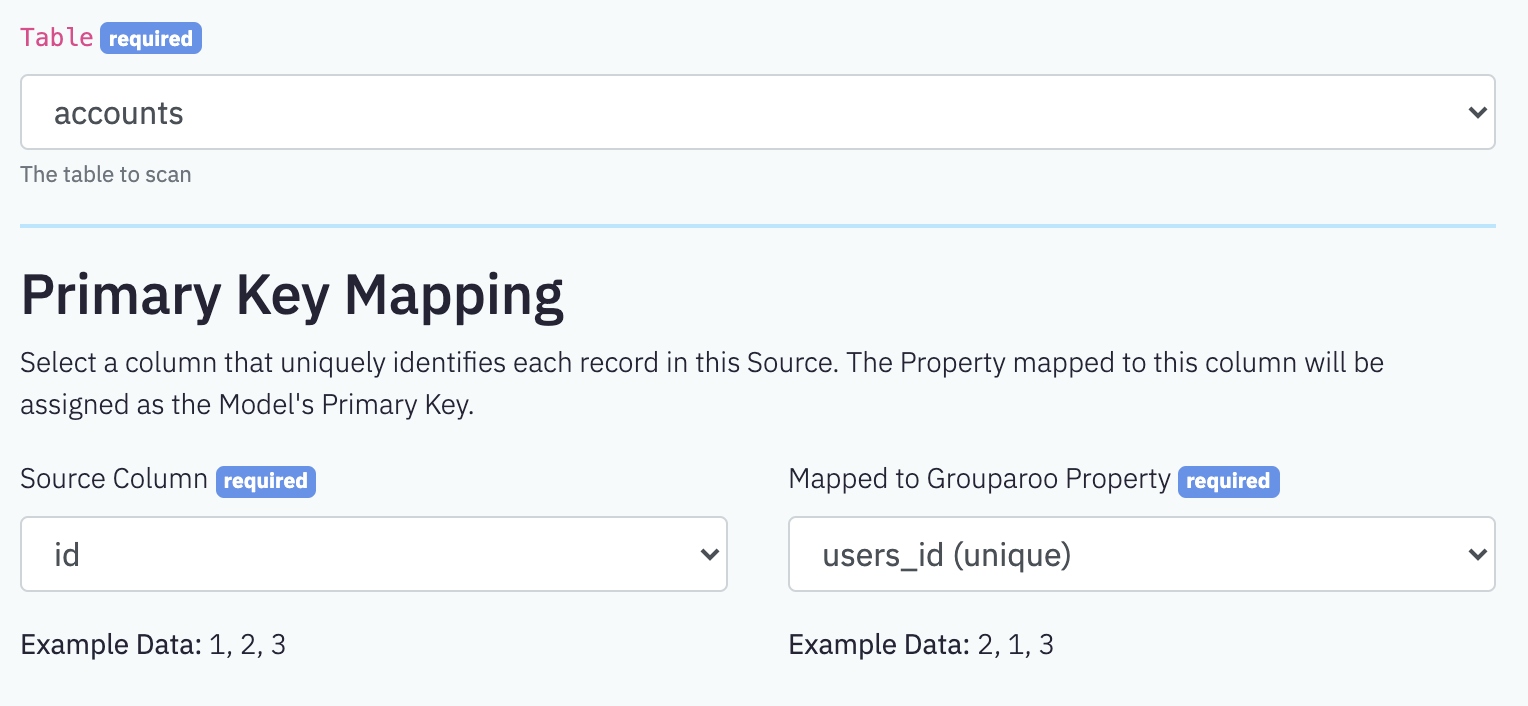 Table required
accounts
The table to scan
Primary Key Mapping
Select a column that uniquely identifies each record in this Source. The Property mapped to this column will be
assigned as the Model's Primary Key.
Source Column required
Mapped to Grouparoo Property required
id
users_id (unique)
Example Data: 1, 2, 3
Example Data: 2, 1, 3